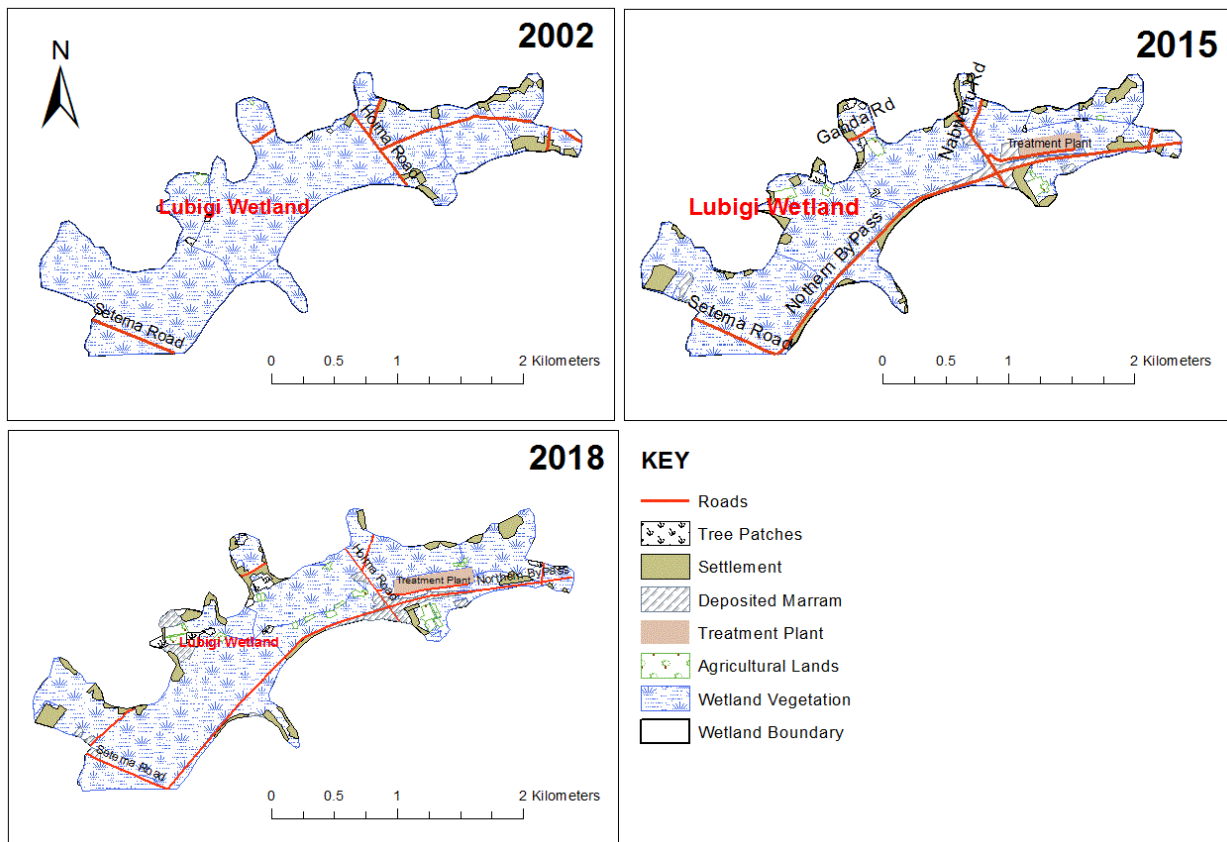 2002
N
Hoima Road
Lubigi Wetland
Setema Road
0 0.5 1 2 Kilometers
2015
Nabweru Rd
Ganda Rd
Treatment Plant
Lubigi Wetland
Nothern ByPass
Setema Road
0 0.5 1 2 Kilometers
2018
Hoima Road
Treatment Plant
Northern ByPass
Lubigi Wetland
Setema Road
0 0.5 1 2 Kilometers
KEY
Roads
Tree Patches
Settlement
Deposited Marram
Treatment Plant
Agricultural Lands
Wetland Vegetation
Wetland Boundary